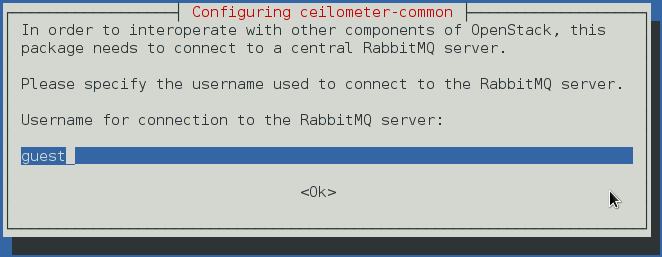 Configuring ceilometer-common
In order to interoperate with other components of OpenStack, this
package needs to connect to a central RabbitMQ server.
Please specify the username used to connect to the RabbitMQ server.
Username for connection to the RabbitMQ server:
guest_
<Ok>